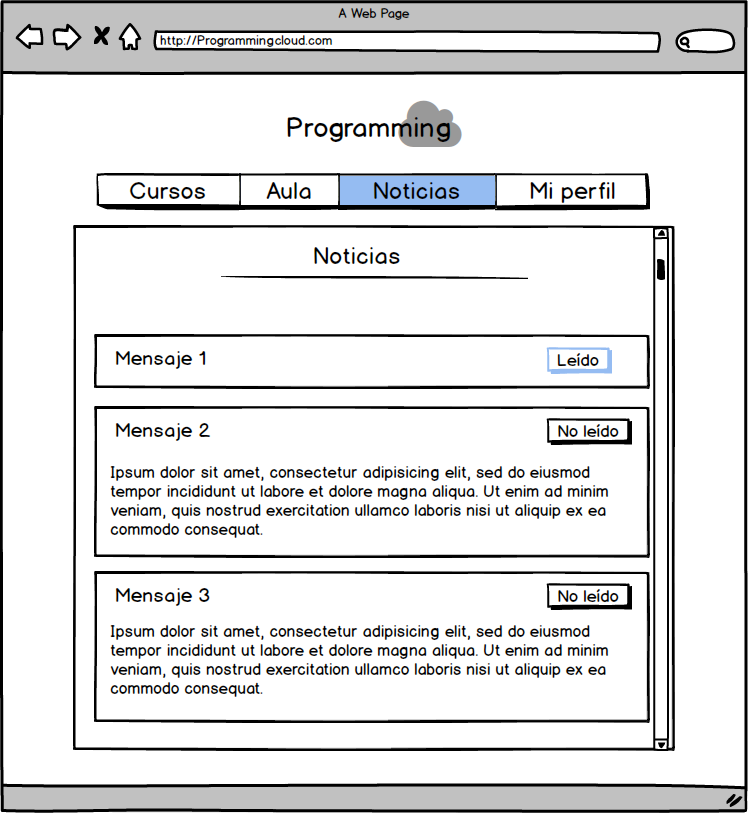 A Web Page
http://Programmingcloud.com
Programming
Cursos Aula Noticias Mi perfil
Noticias
Mensaje 1 Leído
Mensaje 2 No leído
Ipsum dolor sit amet, consectetur adipisicing elit, sed do eiusmod
tempor incididunt ut labore et dolore magna aliqua. Ut enim ad minim
veniam, quis nostrud exercitation ullamco laboris nisi ut aliquip ex ea
commodo consequat.
Mensaje 3 No leído
Ipsum dolor sit amet, consectetur adipisicing elit, sed do eiusmod
tempor incididunt ut labore et dolore magna aliqua. Ut enim ad minim
veniam, quis nostrud exercitation ullamco laboris nisi ut aliquip ex ea
commodo consequat.